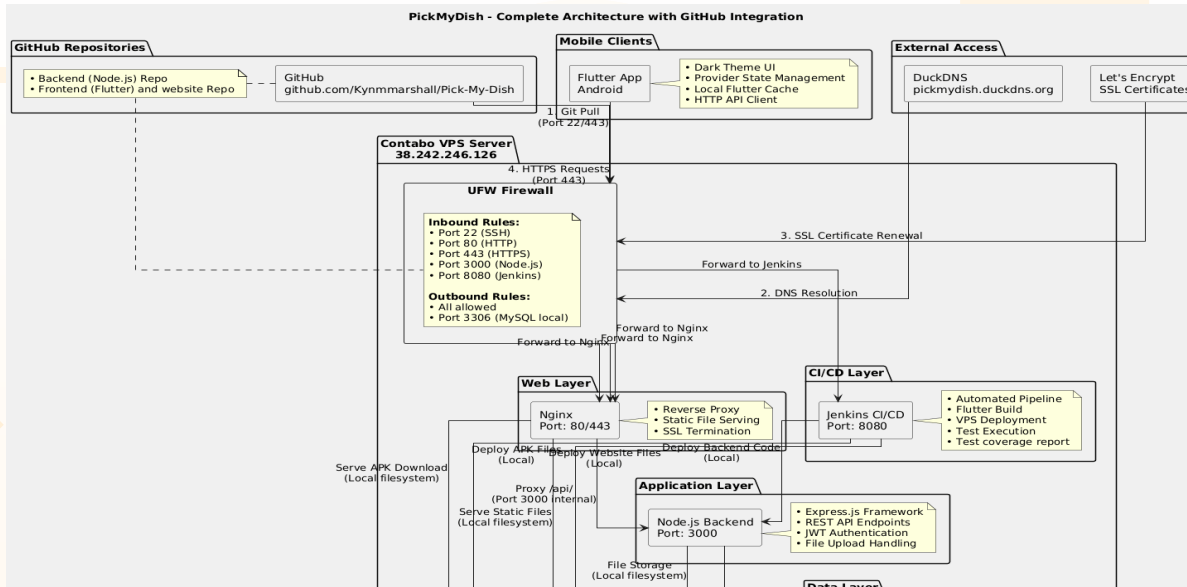 PickMyDish - Complete Architecture with GitHub Integration
GitHub Repositories
• Backend (Node.js) Repo
• Frontend (Flutter) and website Repo
GitHub
github.com/Kynmmarshall/Pick-My-Dish
Mobile Clients
Flutter App
Android
• Dark Theme UI
• Provider State Management
• Local Flutter Cache
• HTTP API Client
External Access
DuckDNS
pickmydish.duckdns.org
Let's Encrypt
SSL Certificates
1. Git Pull
(Port 22/443)
Contabo VPS Server
38.242.246.126
4. HTTPS Requests
(Port 443)
UFW Firewall
Inbound Rules:
• Port 22 (SSH)
• Port 80 (HTTP)
• Port 443 (HTTPS)
• Port 3000 (Node.js)
• Port 8080 (Jenkins)
Outbound Rules:
• All allowed
• Port 3306 (MySQL local)
3. SSL Certificate Renewal
Forward to Jenkins
2. DNS Resolution
Forward to Nginx
Forward to Nginx
Forward to Nginx
Web Layer
Nginx
Port: 80/443
• Reverse Proxy
• Static File Serving
• SSL Termination
CI/CD Layer
Jenkins CI/CD
Port: 8080
• Automated Pipeline
• Flutter Build
• VPS Deployment
• Test Execution
• Test coverage report
Deploy APK Files
(Local)
Deploy Website Files
(Local)
Deploy Backend Code
(Local)
Serve APK Download
(Local filesystem)
Proxy /api/
(Port 3000 internal)
Serve Static Files
(Local filesystem)
Application Layer
Node.js Backend
Port: 3000
• Express.js Framework
• REST API Endpoints
• JWT Authentication
• File Upload Handling
File Storage
(Local filesystem)
Data Layer